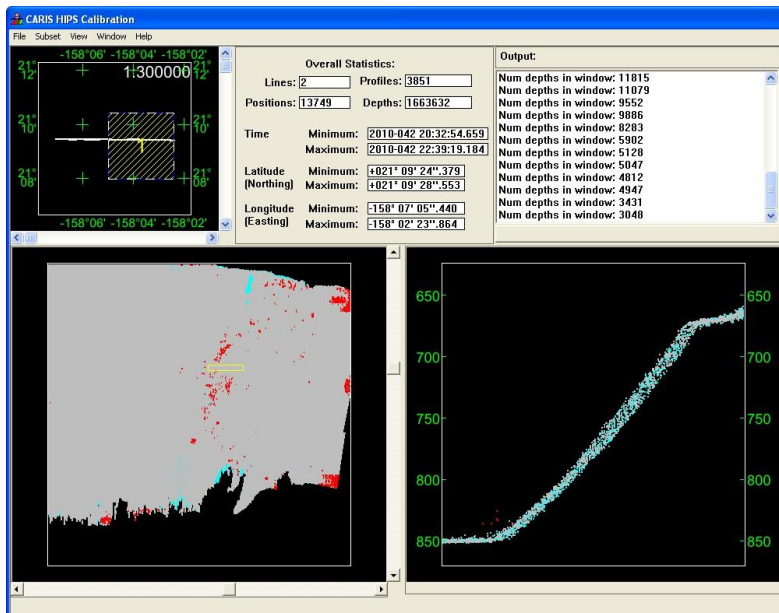 CARIS HIPS Calibration
File Subset View Window Help
-158°06' -158°04' -158°02'
21° 12' 1:300000 21° 12'
21° 10' 21° 10'
21° 08' 21° 08'
-158°06' -158°04' -158°02'
Overall Statistics:
Lines: 2 Profiles: 3851
Positions: 13749 Depths: 1663632
Time Minimum: 2010-042 20:32:54.659
Maximum: 2010-042 22:39:19.184
Latitude (Northing) Minimum: +021° 09' 24".379
Maximum: +021° 09' 28".553
Longitude (Easting) Minimum: -158° 07' 05".440
Maximum: -158° 02' 23".864
Output:
Num depths in window: 11815
Num depths in window: 11079
Num depths in window: 9552
Num depths in window: 9886
Num depths in window: 8283
Num depths in window: 5902
Num depths in window: 5128
Num depths in window: 5047
Num depths in window: 4812
Num depths in window: 4947
Num depths in window: 3431
Num depths in window: 3048
650 650
700 700
750 750
800 800
850 850